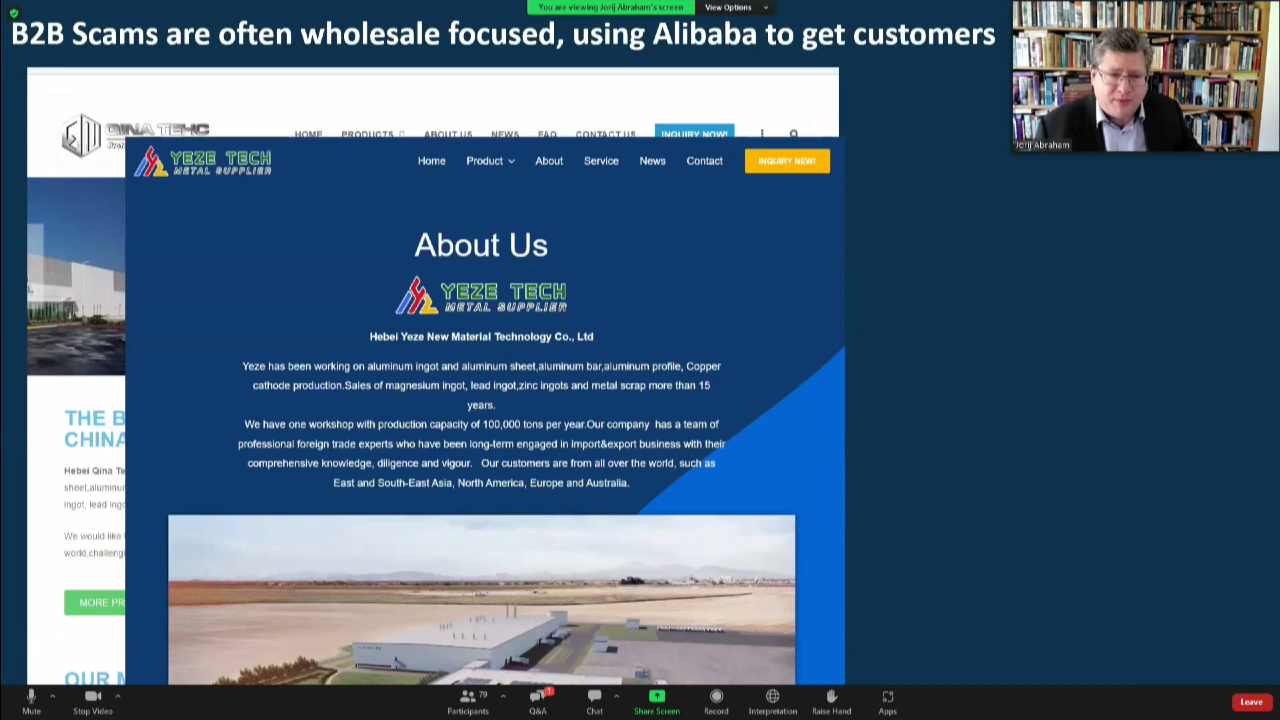 You are viewing Jorij Abraham's screen
View Options
B2B Scams are often wholesale focused, using Alibaba to get customers
Jorij Abraham
QINA TEHC
HOME PRODUCTS ABOUT US NEWS FAQ CONTACT US INQUIRY NOW!
YEZE TECH
METAL SUPPLIER
Home Product About Service News Contact INQUIRY NEW!
About Us
YEZE TECH
METAL SUPPLIER
Hebei Yeze New Material Technology Co., Ltd
Yeze has been working on aluminum ingot and aluminum sheet,aluminum bar,aluminum profile, Copper
cathode production.Sales of magnesium ingot, lead ingot,zinc ingots and metal scrap more than 15
years.
We have one workshop with production capacity of 100,000 tons per year.Our company has a team of
professional foreign trade experts who have been long-term engaged in import&export business with their
comprehensive knowledge, diligence and vigour. Our customers are from all over the world, such as
East and South-East Asia, North America, Europe and Australia.
THE B
CHINA
Hebei Qina Te
sheet,aluminur
ingot, lead ingo
We would like
world,challengi
MORE PR
OUR M
Mute
Stop Video
79
Participants
1
Q&A
Chat
Share Screen
Record
Interpretation
Raise Hand
Apps
Leave